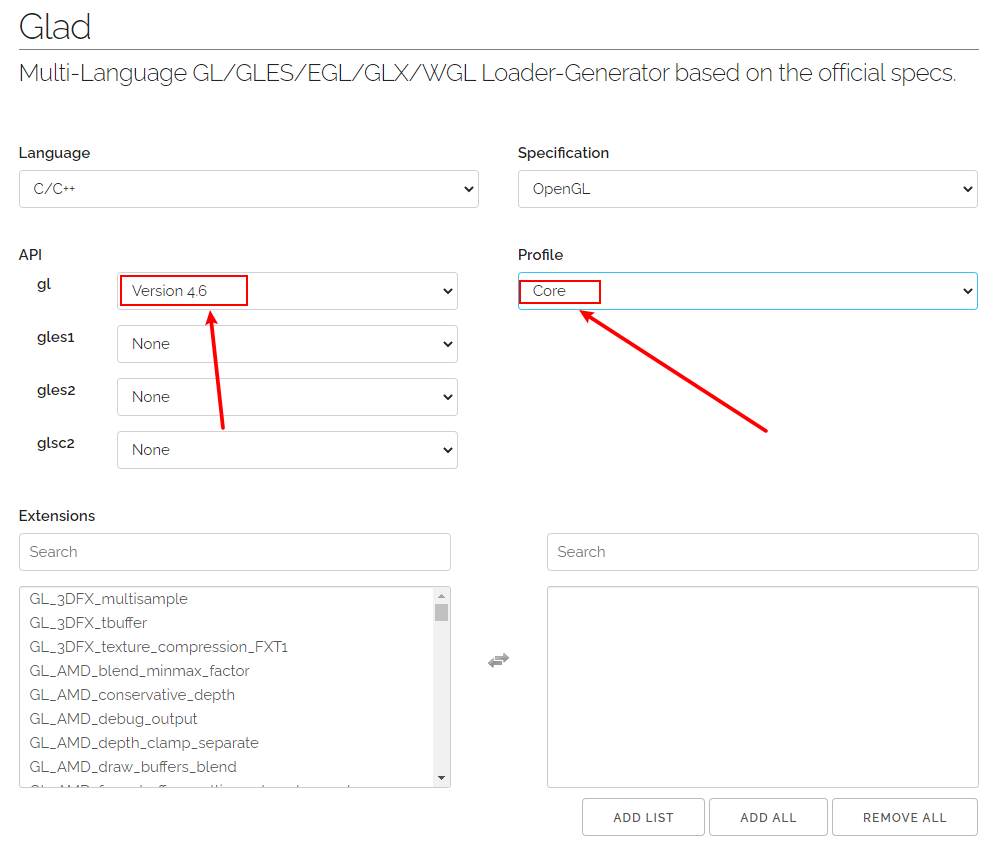 Glad
Multi-Language GL/GLES/EGL/GLX/WGL Loader-Generator based on the official specs.
Language
Specification
C/C++
OpenGL
API
Profile
gl
Version 4.6
Core
gles1
None
gles2
None
glsc2
None
Extensions
Search
Search
GL_3DFX_multisample
GL_3DFX_tbuffer
GL_3DFX_texture_compression_FXT1
GL_AMD_blend_minmax_factor
GL_AMD_conservative_depth
GL_AMD_debug_output
GL_AMD_depth_clamp_separate
GL_AMD_draw_buffers_blend
ADD LIST
ADD ALL
REMOVE ALL